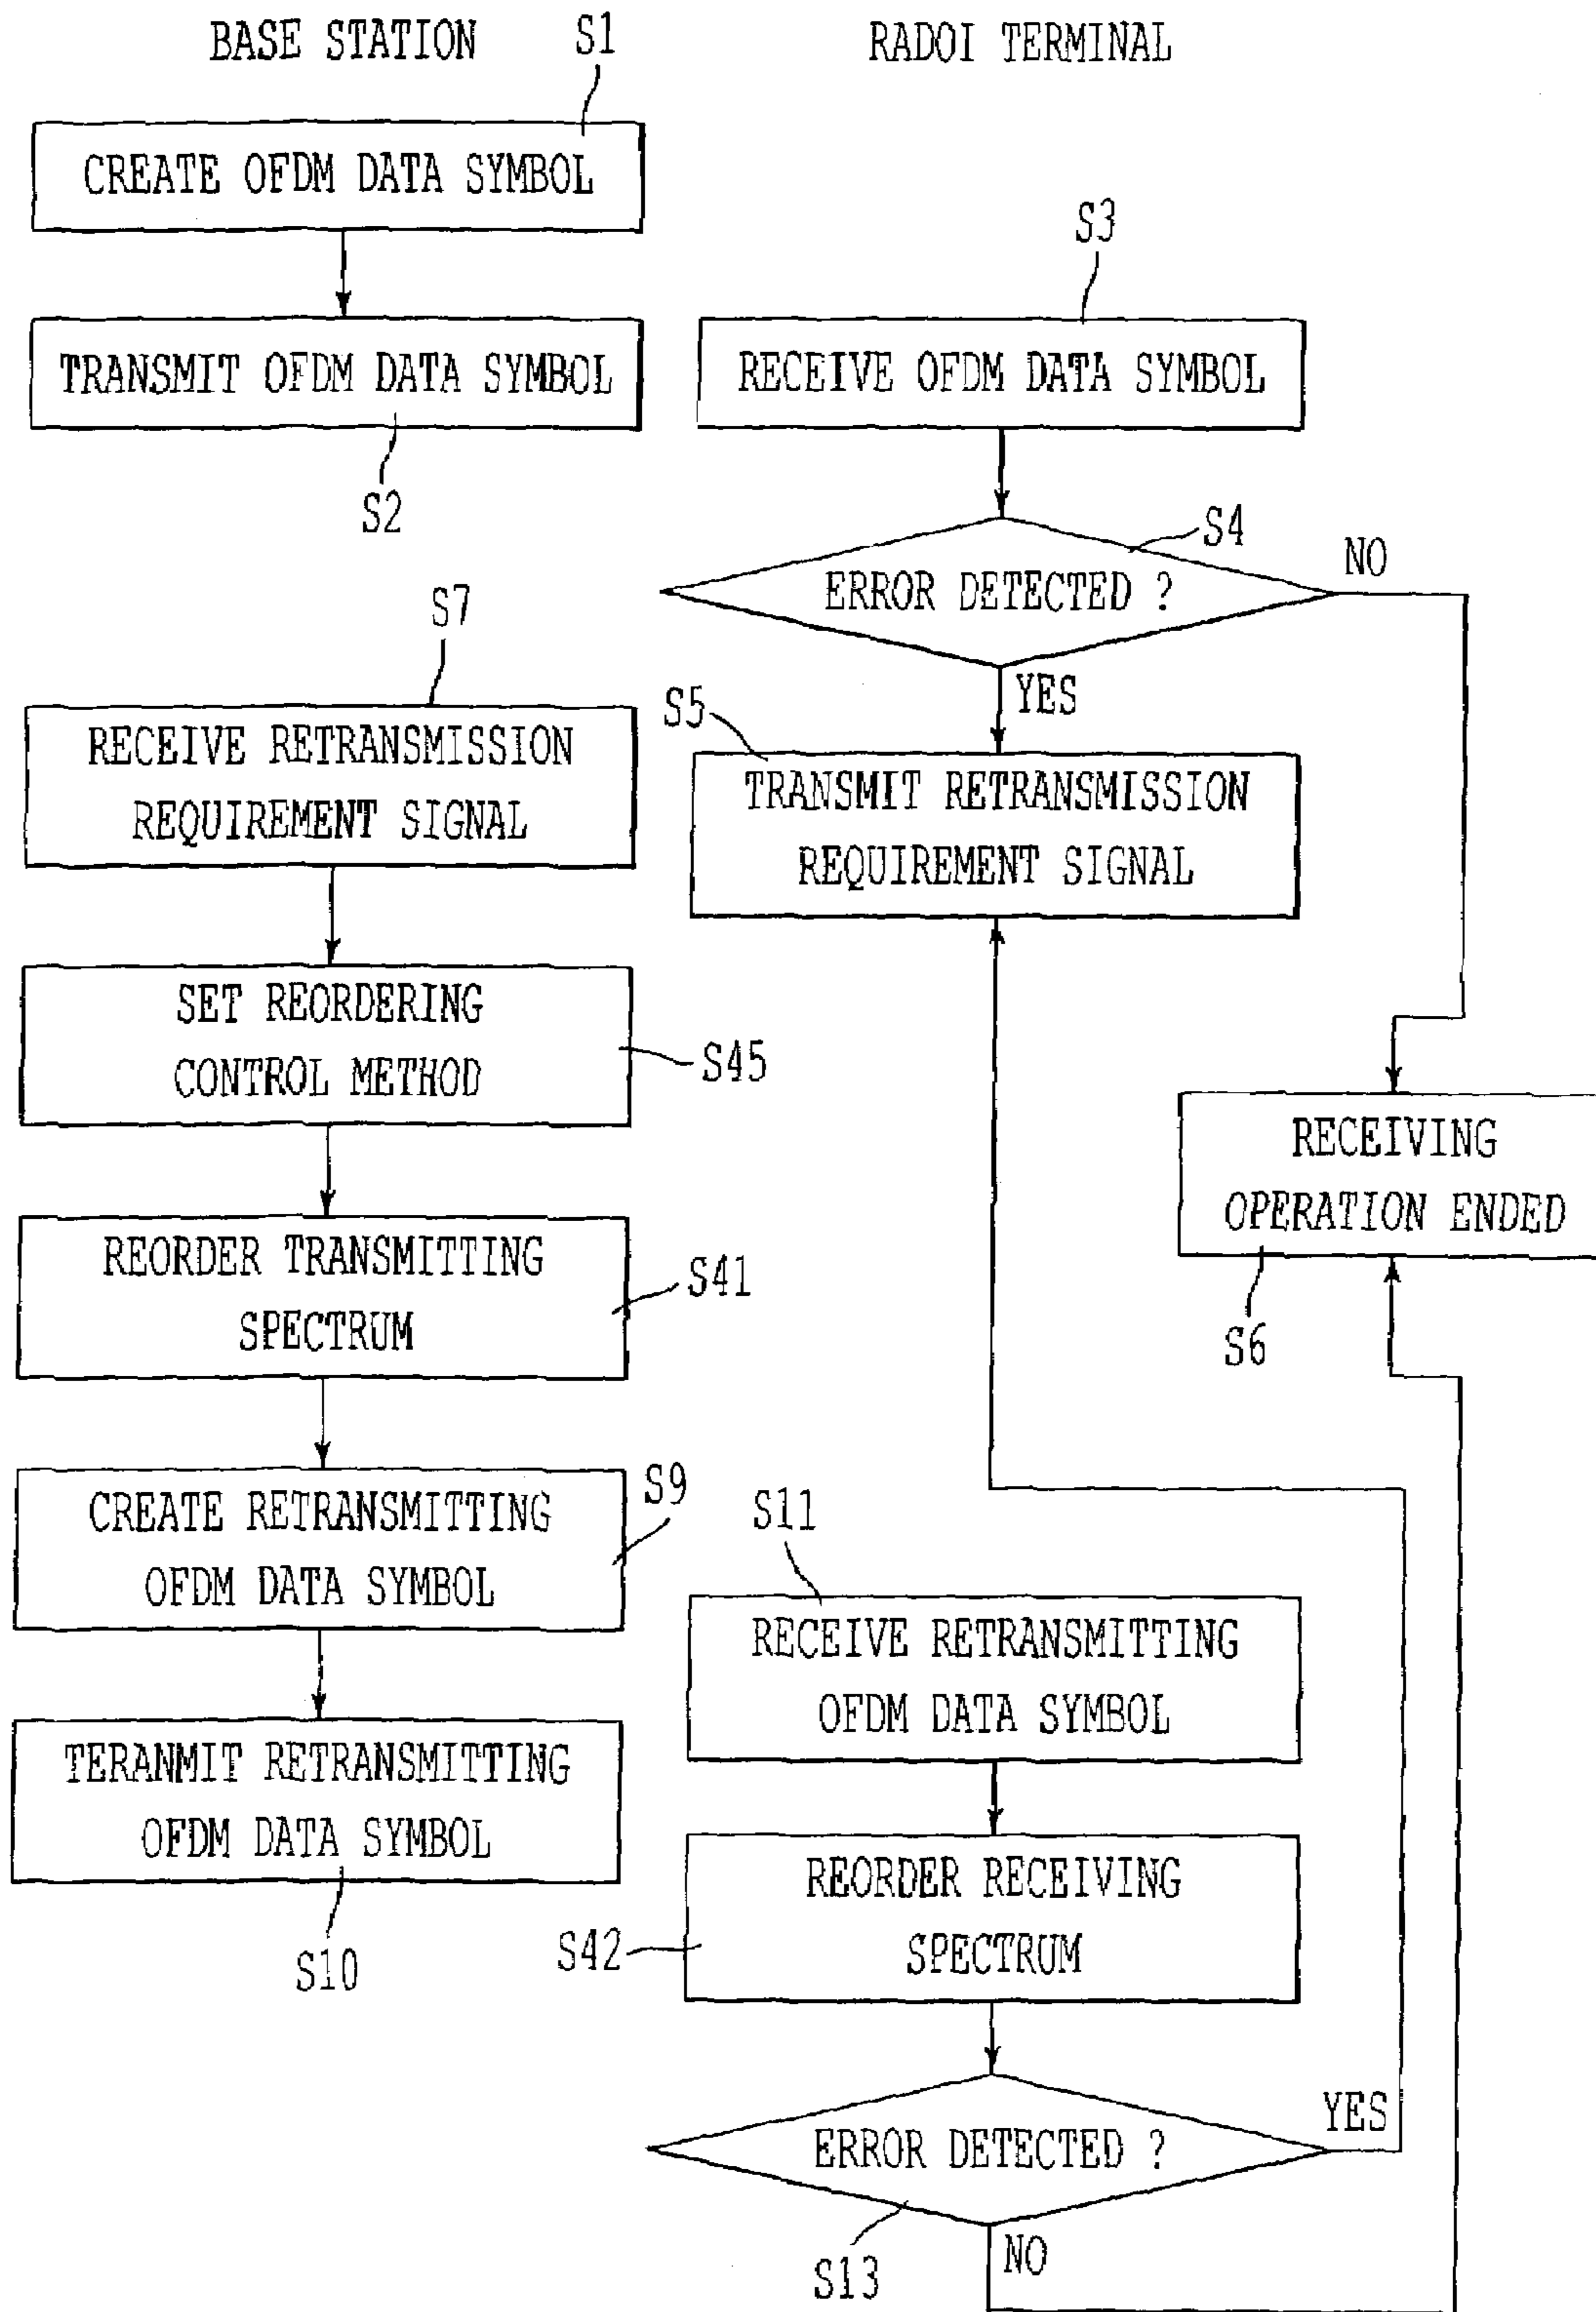 BASE STATION
S1
RADOI TERMINAL
CREATE OFDM DATA SYMBOL
S3
TRANSMIT OFDM DATA SYMBOL
S2
RECEIVE OFDM DATA SYMBOL
S4
ERROR DETECTED ?
NO
YES
S7
RECEIVE RETRANSMISSION
REQUIREMENT SIGNAL
S5
TRANSMIT RETRANSMISSION
REQUIREMENT SIGNAL
SET REORDERING
CONTROL METHOD
S45
RECEIVING
OPERATION ENDED
S6
REORDER TRANSMITTING
SPECTRUM
S41
CREATE RETRANSMITTING
OFDM DATA SYMBOL
S9
S11
RECEIVE RETRANSMITTING
OFDM DATA SYMBOL
TERANMIT RETRANSMITTING
OFDM DATA SYMBOL
S10
REORDER RECEIVING
SPECTRUM
S42
ERROR DETECTED ?
YES
S13
NO